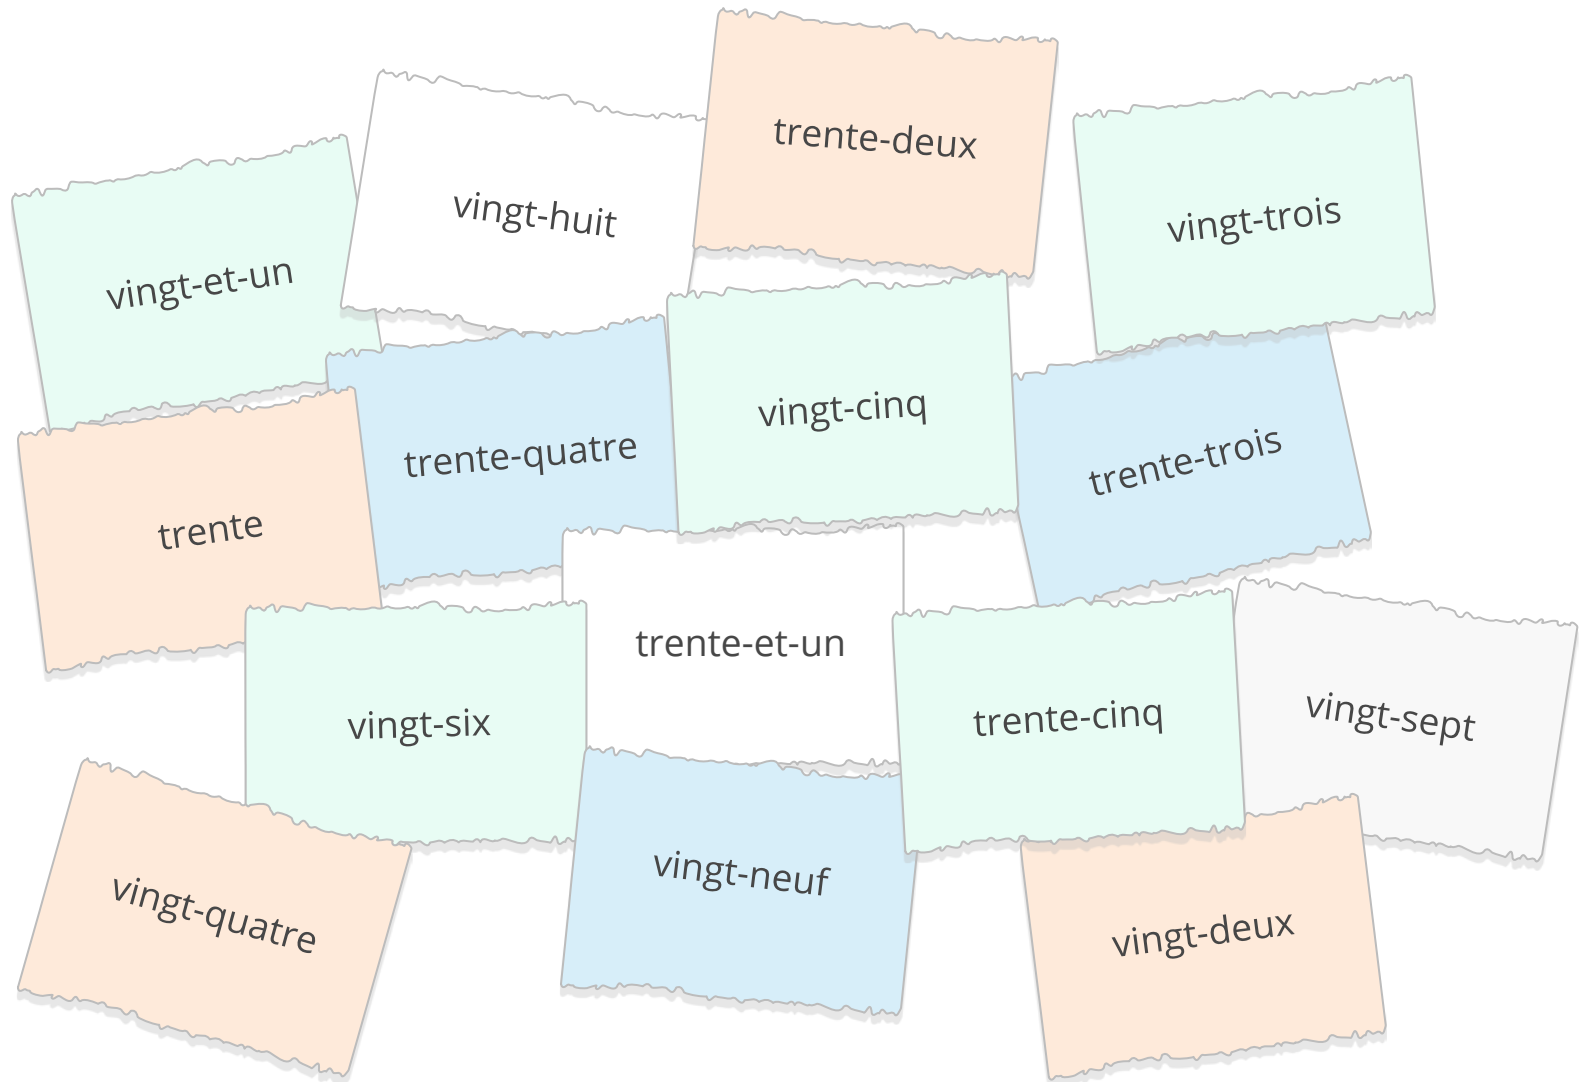 trente-deux
vingt-huit
vingt-trois
vingt-et-un
vingt-cinq
trente-quatre
trente-trois
trente
trente-et-un
vingt-six
trente-cinq
vingt-sept
vingt-neuf
vingt-quatre
vingt-deux